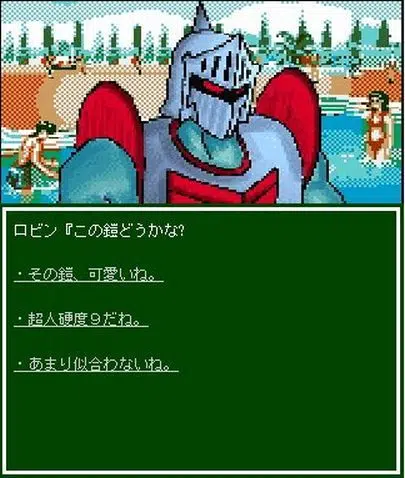 ロビン『この鎧どうかな?
・その鎧、可愛いね。
・超人硬度９だね。
・あまり似合わないね。